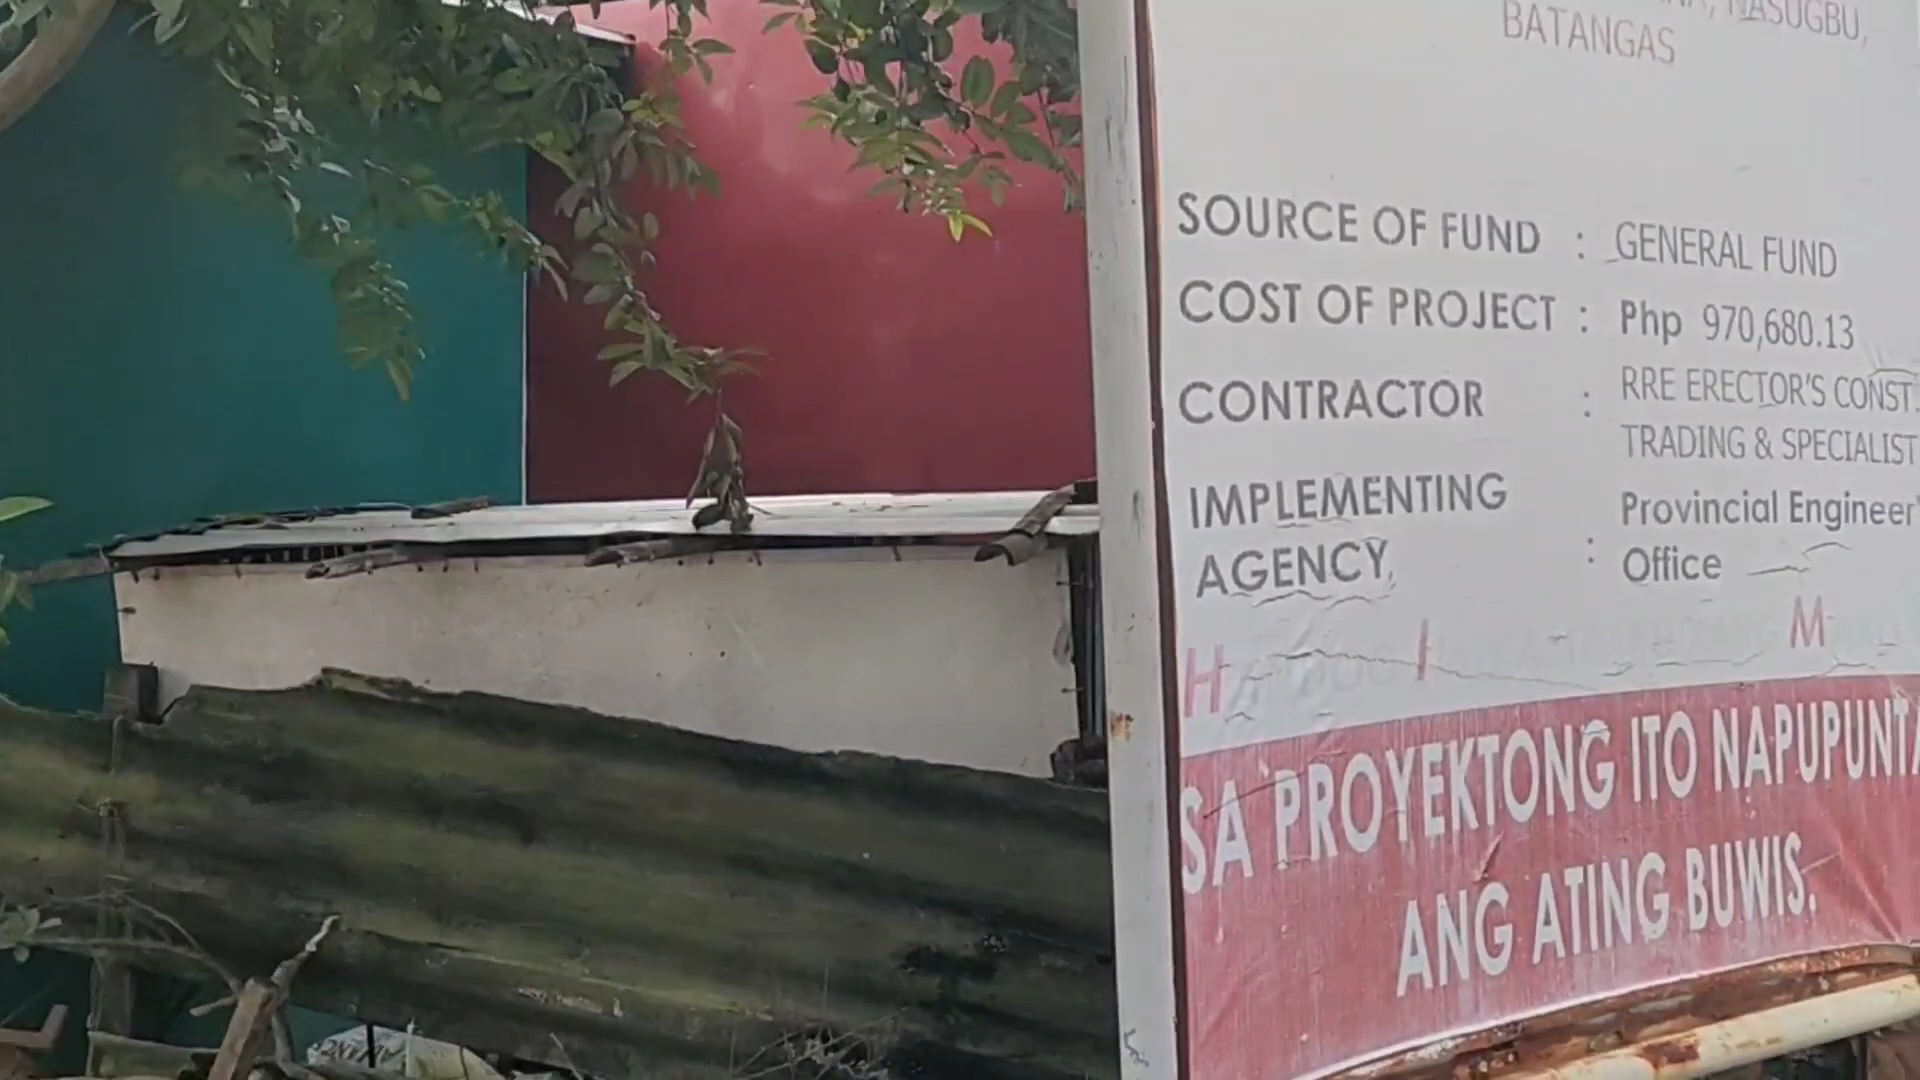 NASUGBU,
BATANGAS
SOURCE OF FUND : GENERAL FUND
COST OF PROJECT : Php 970,680.13
CONTRACTOR : RRE ERECTOR'S CONST.
TRADING & SPECIALIST
IMPLEMENTING Provincial Engineer'
AGENCY : Office
H I M
SA PROYEKTONG ITO NAPUPUNTA
ANG ATING BUWIS.